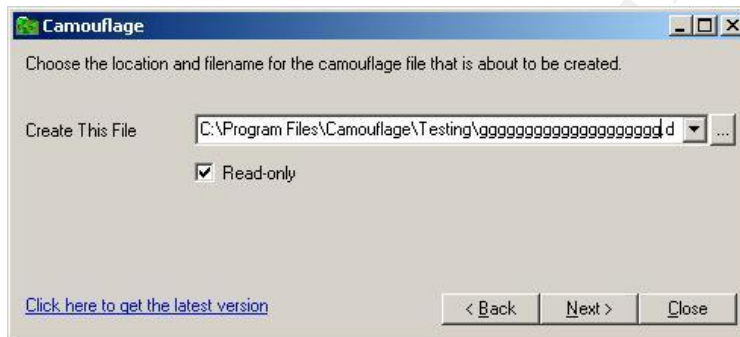 Camouflage
Choose the location and filename for the camouflage file that is about to be created.
Create This File
C:\Program Files\Camouflage\Testing\gggggggggggggggggggg.d
...
Read-only
Click here to get the latest version
< Back
Next >
Close